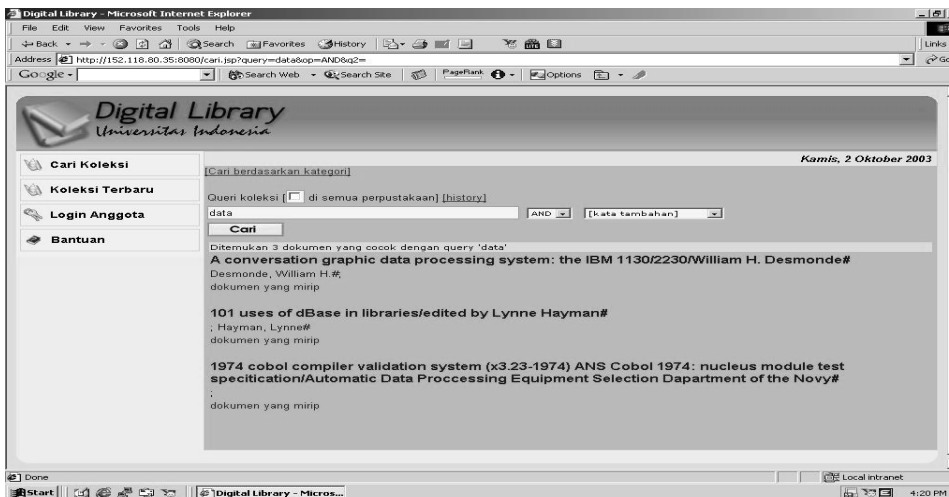 Digital Library - Microsoft Internet Explorer
File Edit View Favorites Tools Help
Back Search Favorites History
Links
Address http://152.118.80.35:8080/cari.jsp?query=data&op=AND&q2=
Google Search Web Search Site PageRank Options
Digital Library
Universitas Indonesia
Kamis, 2 Oktober 2003
Cari Koleksi
Koleksi Terbaru
Login Anggota
Bantuan
[Cari berdasarkan kategori]
Queri koleksi [ di semua perpustakaan] [history]
data AND [kata tambahan]
Cari
Ditemukan 3 dokumen yang cocok dengan query 'data'
A conversation graphic data processing system: the IBM 1130/2230/William H. Desmonde#
Desmonde, William H.#;
dokumen yang mirip
101 uses of dBase in libraries/edited by Lynne Hayman#
; Hayman, Lynne#
dokumen yang mirip
1974 cobol compiler validation system (x3.23-1974) ANS Cobol 1974: nucleus module test
specitication/Automatic Data Proccessing Equipment Selection Dapartment of the Novy#
;
dokumen yang mirip
Done
Local intranet
Start Digital Library - Micros... 4:20 PM